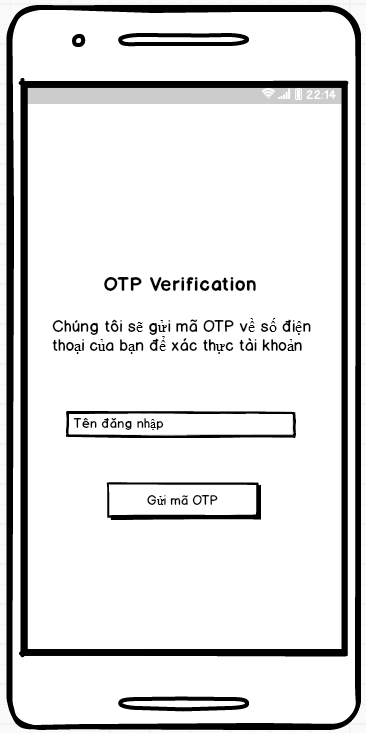 22:14
OTP Verification
Chúng tôi sẽ gửi mã OTP về số điện
thoại của bạn để xác thực tài khoản
Tên đăng nhập
Gửi mã OTP